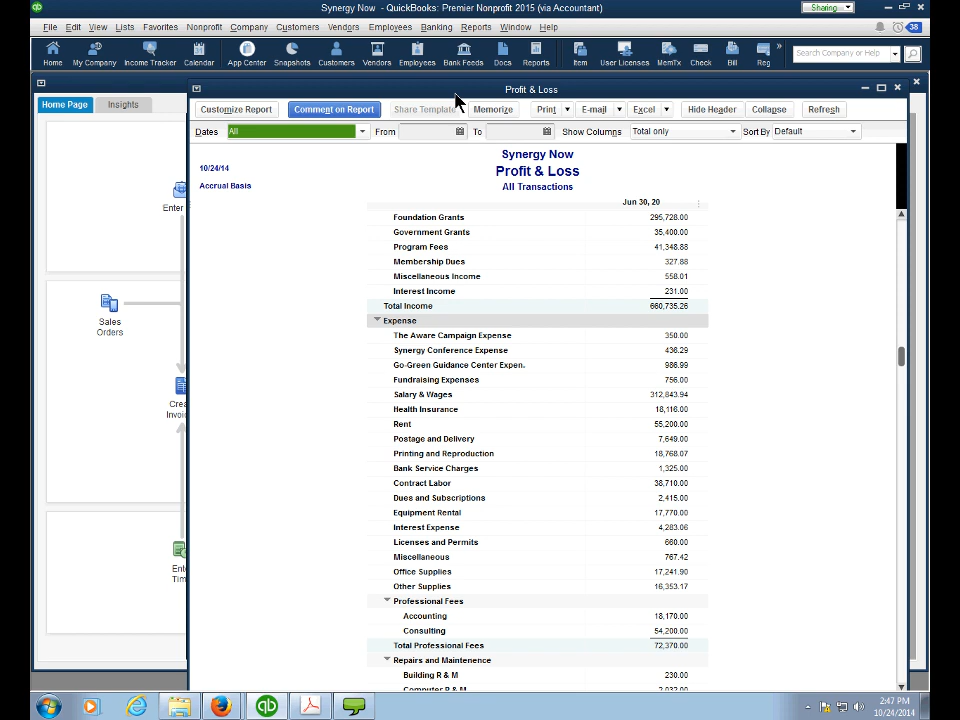 Synergy Now - QuickBooks: Premier Nonprofit 2015 (via Accountant)
Sharing
File Edit View Lists Favorites Nonprofit Company Customers Vendors Employees Banking Reports Window Help
38
Home My Company Income Tracker Calendar App Center Snapshots Customers Vendors Employees Bank Feeds Docs Reports Item User Licenses MemTx Check Bill Reg »
Search Company or Help
Profit & Loss
Home Page Insights
Customize Report Comment on Report Share Template Memorize Print E-mail Excel Hide Header Collapse Refresh
Dates All From To Show Columns Total only Sort By Default
Synergy Now
10/24/14
Profit & Loss
Accrual Basis
All Transactions
Jun 30, 20
Enter
Sales
Orders
Crea
Invoic
Ente
Tim
Foundation Grants 295,728.00
Government Grants 35,400.00
Program Fees 41,348.88
Membership Dues 327.88
Miscellaneous Income 558.01
Interest Income 231.00
Total Income 660,735.26
Expense
The Aware Campaign Expense 350.00
Synergy Conference Expense 436.29
Go-Green Guidance Center Expen. 986.99
Fundraising Expenses 756.00
Salary & Wages 312,843.94
Health Insurance 18,116.00
Rent 55,200.00
Postage and Delivery 7,649.00
Printing and Reproduction 18,768.07
Bank Service Charges 1,325.00
Contract Labor 38,710.00
Dues and Subscriptions 2,415.00
Equipment Rental 17,770.00
Interest Expense 4,283.06
Licenses and Permits 660.00
Miscellaneous 767.42
Office Supplies 17,241.90
Other Supplies 16,353.17
Professional Fees
Accounting 18,170.00
Consulting 54,200.00
Total Professional Fees 72,370.00
Repairs and Maintenence
Building R & M 230.00
Computer R & M 2,032.00
2:47 PM
10/24/2014